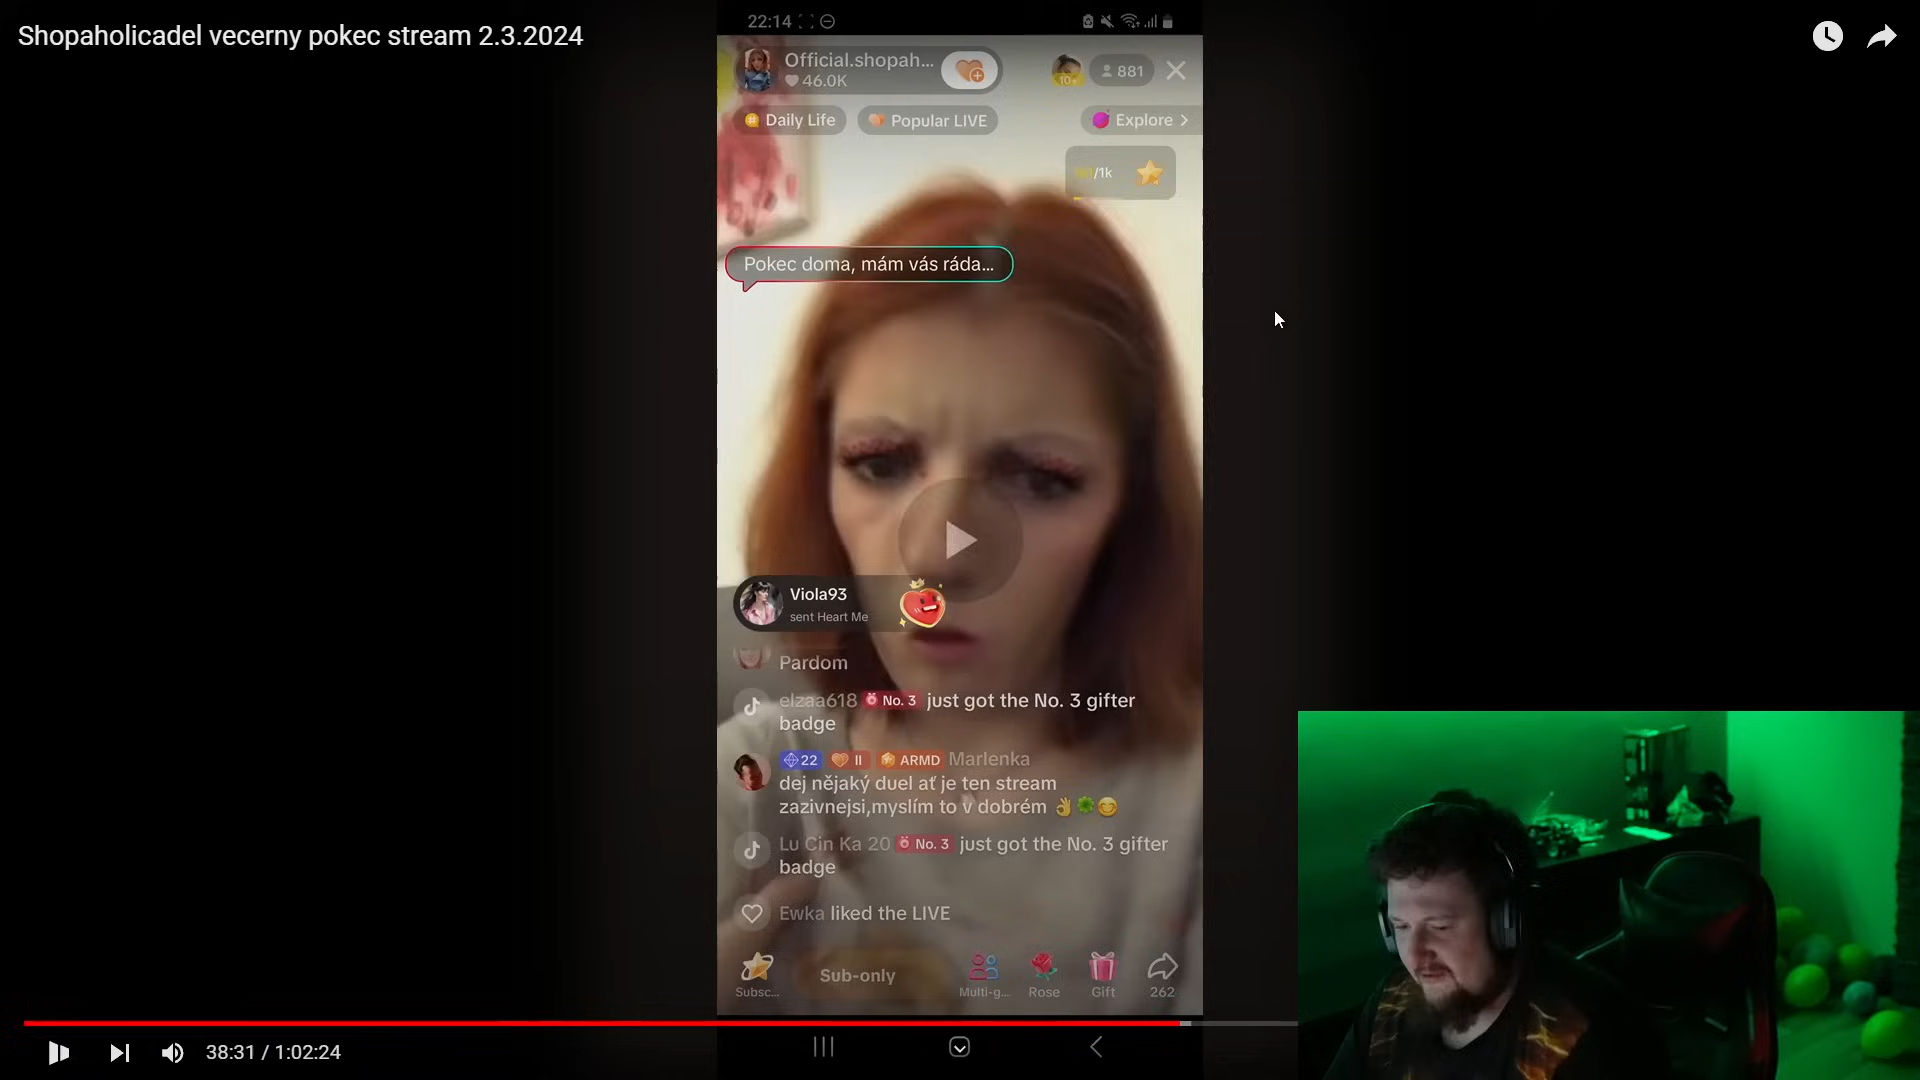 Shopaholicadel vecerny pokec stream 2.3.2024
22:14
Official.shopah...
46.0K
10+
881
Daily Life
Popular LIVE
Explore
/1k
Pokec doma, mám vás ráda...
Viola93
sent Heart Me
Pardom
elzaa618 No. 3 just got the No. 3 gifter
badge
22 II ARMD Marlenka
dej nějaký duel ať je ten stream
zazivnejsi,myslím to v dobrém 👌🍀😊
Lu Cin Ka 20 No. 3 just got the No. 3 gifter
badge
Ewka liked the LIVE
Subsc...
Sub-only
Multi-g...
Rose
Gift
262
38:31 / 1:02:24